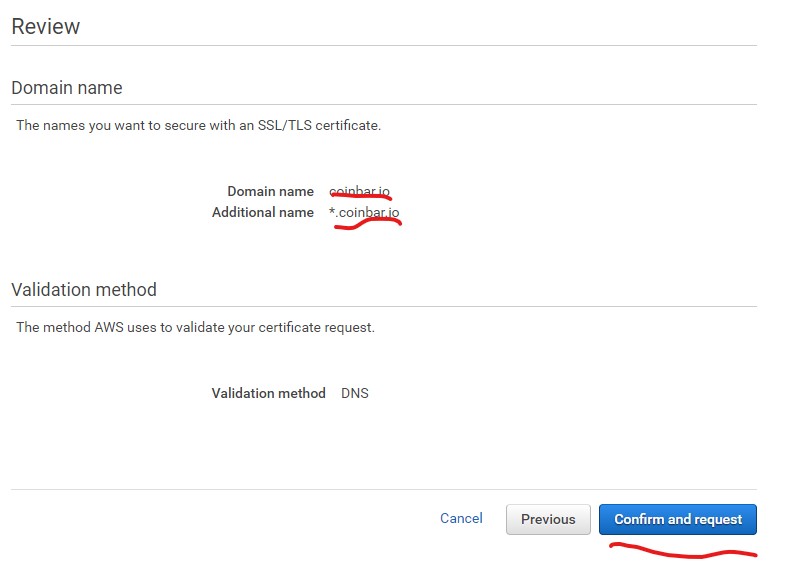 Review
Domain name
The names you want to secure with an SSL/TLS certificate.
Domain name coinbar.io
Additional name *.coinbar.io
Validation method
The method AWS uses to validate your certificate request.
Validation method DNS
Cancel Previous Confirm and request